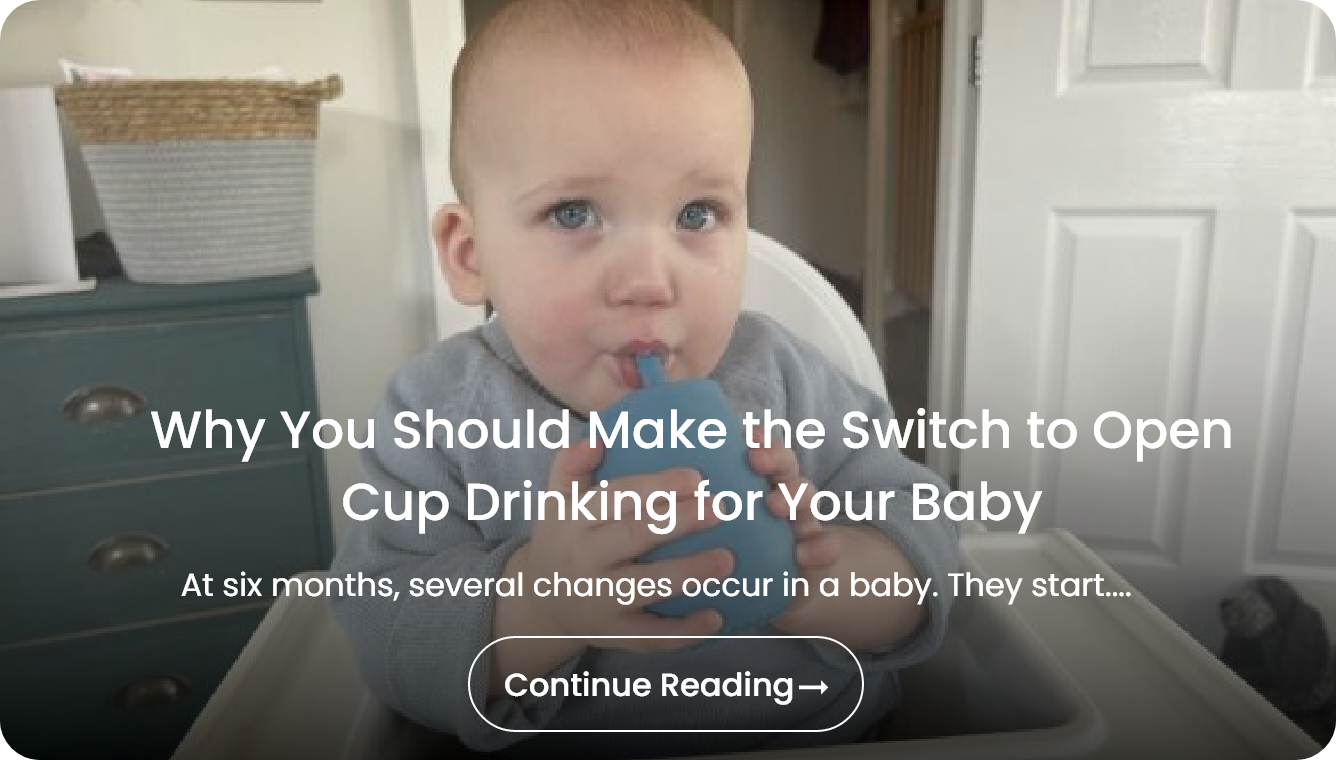 Why You Should Make the Switch to Open
Cup Drinking for Your Baby
At six months, several changes occur in a baby. They start....
Continue Reading→